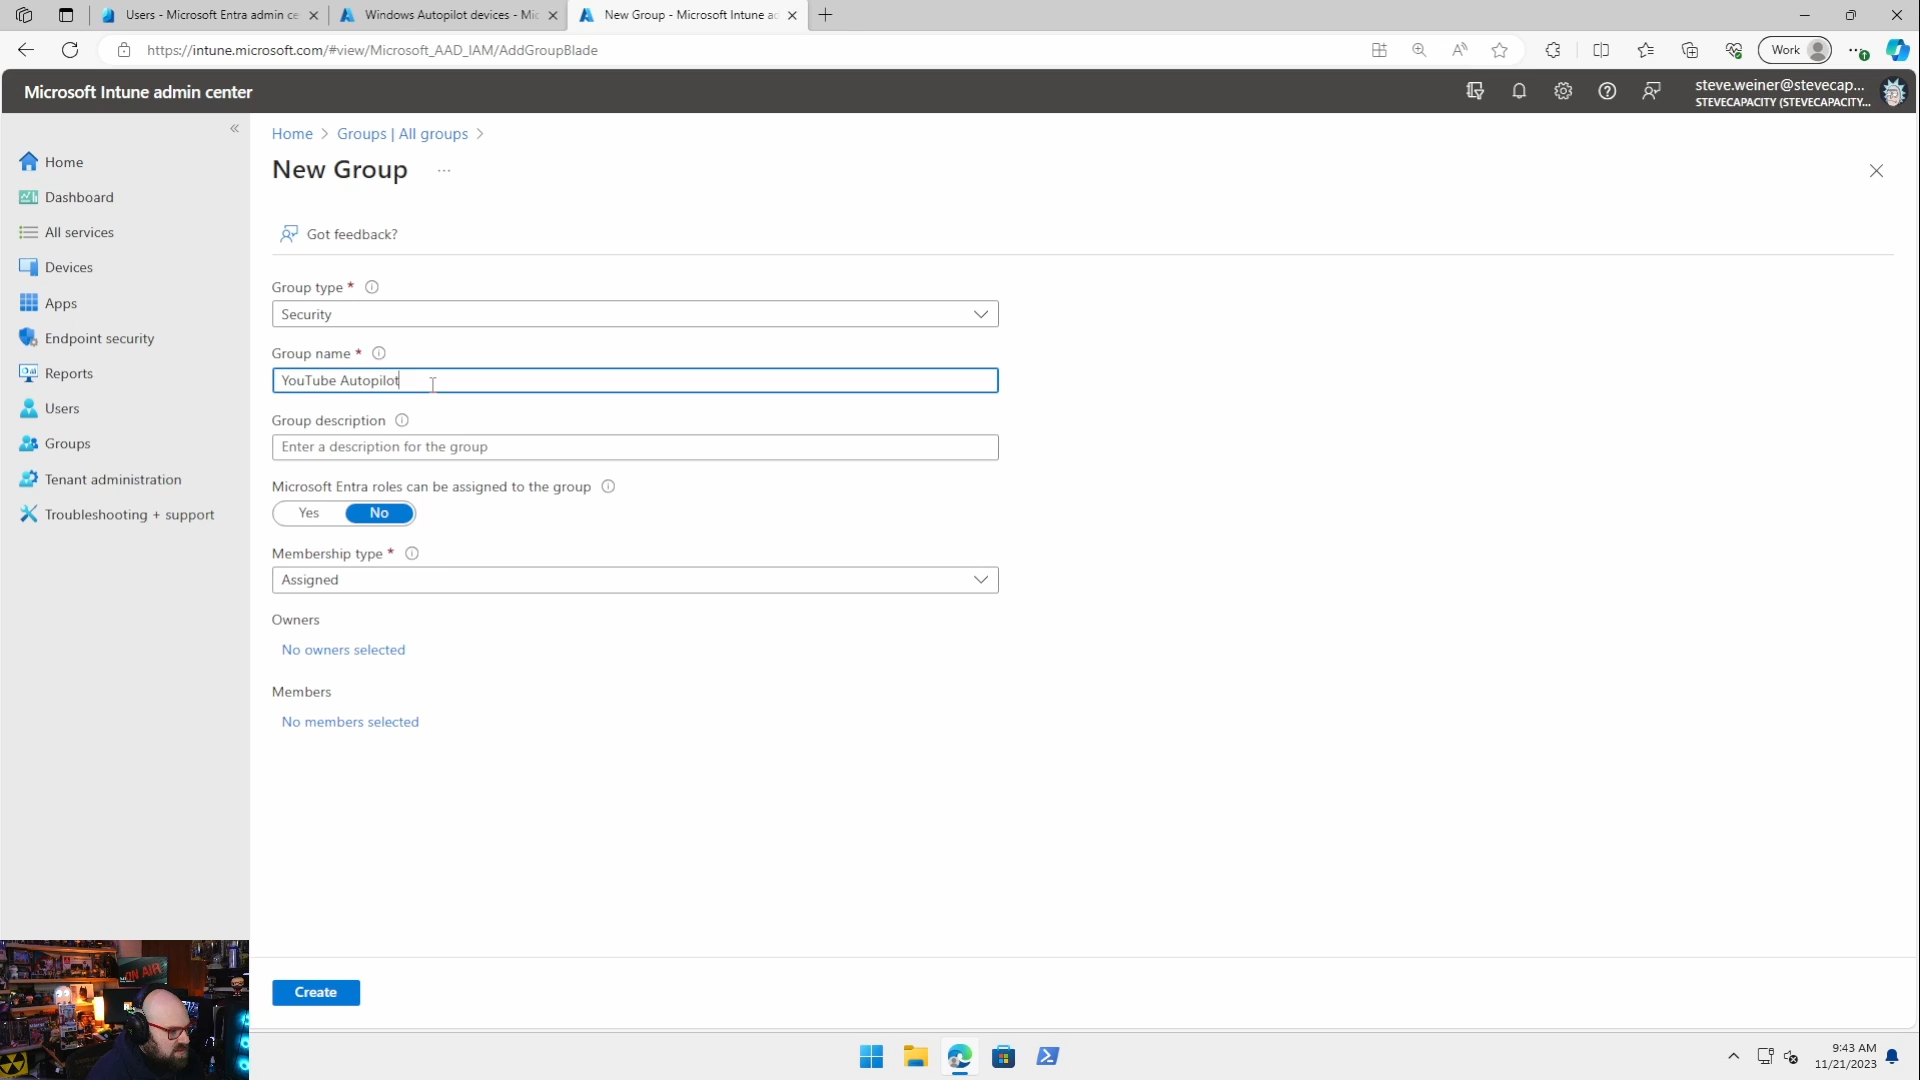 Users - Microsoft Entra admin ce
Windows Autopilot devices - Mic
New Group - Microsoft Intune ad
https://intune.microsoft.com/#view/Microsoft_AAD_IAM/AddGroupBlade
Work
Microsoft Intune admin center
steve.weiner@stevecap...
STEVECAPACITY (STEVECAPACITY...
Home
Dashboard
All services
Devices
Apps
Endpoint security
Reports
Users
Groups
Tenant administration
Troubleshooting + support
Home > Groups | All groups >
New Group ...
Got feedback?
Group type *
Security
Group name *
YouTube Autopilot
Group description
Enter a description for the group
Microsoft Entra roles can be assigned to the group
Yes No
Membership type *
Assigned
Owners
No owners selected
Members
No members selected
Create
ON AIR
9:43 AM
11/21/2023